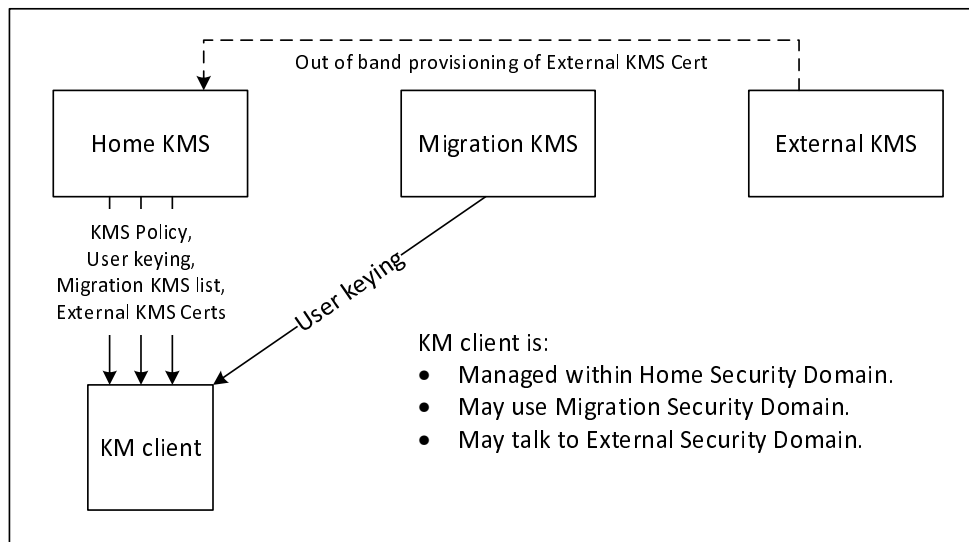 Out of band provisioning of External KMS Cert
Home KMS
Migration KMS
External KMS
KMS Policy,
User keying,
Migration KMS list,
External KMS Certs
User keying
KM client is:
• Managed within Home Security Domain.
• May use Migration Security Domain.
• May talk to External Security Domain.
KM client